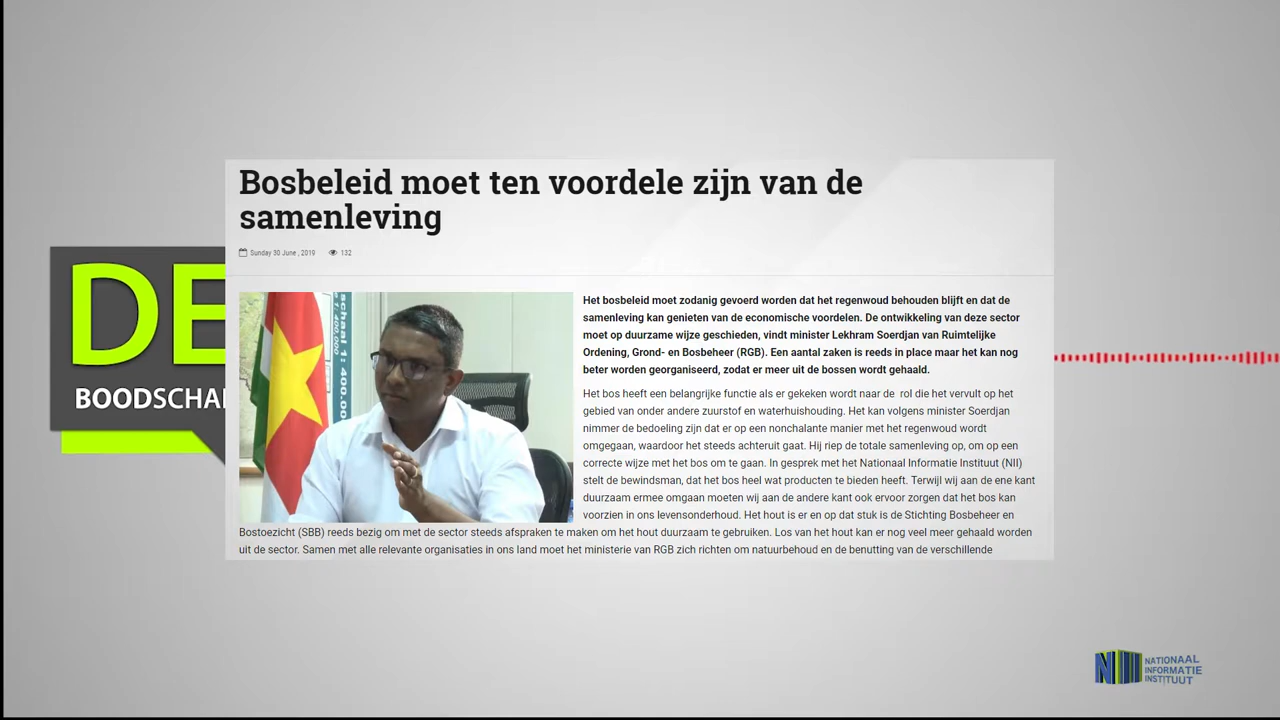 Bosbeleid moet ten voordele zijn van de
samenleving
Sunday 30 June , 2019 132
schaal 1: 400.00
e 1: 400.000
Het bosbeleid moet zodanig gevoerd worden dat het regenwoud behouden blijft en dat de
samenleving kan genieten van de economische voordelen. De ontwikkeling van deze sector
moet op duurzame wijze geschieden, vindt minister Lekhram Soerdjan van Ruimtelijke
Ordening, Grond- en Bosbeheer (RGB). Een aantal zaken is reeds in place maar het kan nog
beter worden georganiseerd, zodat er meer uit de bossen wordt gehaald.
Het bos heeft een belangrijke functie als er gekeken wordt naar de rol die het vervult op het
gebied van onder andere zuurstof en waterhuishouding. Het kan volgens minister Soerdjan
nimmer de bedoeling zijn dat er op een nonchalante manier met het regenwoud wordt
omgegaan, waardoor het steeds achteruit gaat. Hij riep de totale samenleving op, om op een
correcte wijze met het bos om te gaan. In gesprek met het Nationaal Informatie Instituut (NII)
stelt de bewindsman, dat het bos heel wat producten te bieden heeft. Terwijl wij aan de ene kant
duurzaam ermee omgaan moeten wij aan de andere kant ook ervoor zorgen dat het bos kan
voorzien in ons levensonderhoud. Het hout is er en op dat stuk is de Stichting Bosbeheer en
Bostoezicht (SBB) reeds bezig om met de sector steeds afspraken te maken om het hout duurzaam te gebruiken. Los van het hout kan er nog veel meer gehaald worden
uit de sector. Samen met alle relevante organisaties in ons land moet het ministerie van RGB zich richten om natuurbehoud en de benutting van de verschillende
DE
BOODSCHA
NII NATIONAAL
INFORMATIE
INSTITUUT